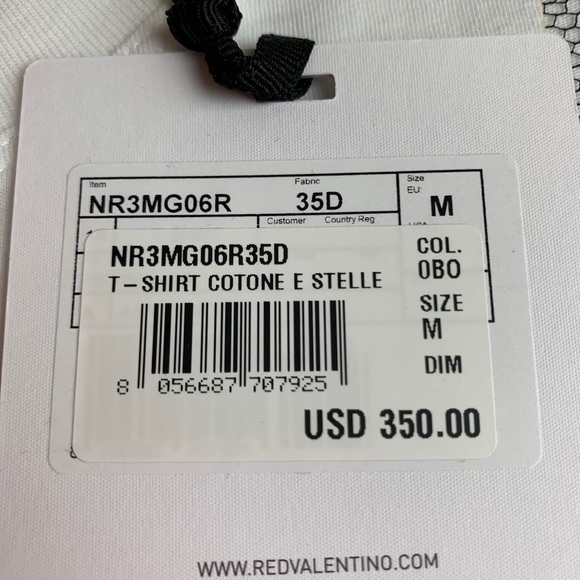 Item Fabric Size
EU:
NR3MG06R 35D M
Customer Country Reg
NR3MG06R35D COL.
0BO
T-SHIRT COTONE E STELLE
SIZE
M
DIM
8 056687 707925
USD 350.00
WWW.REDVALENTINO.COM